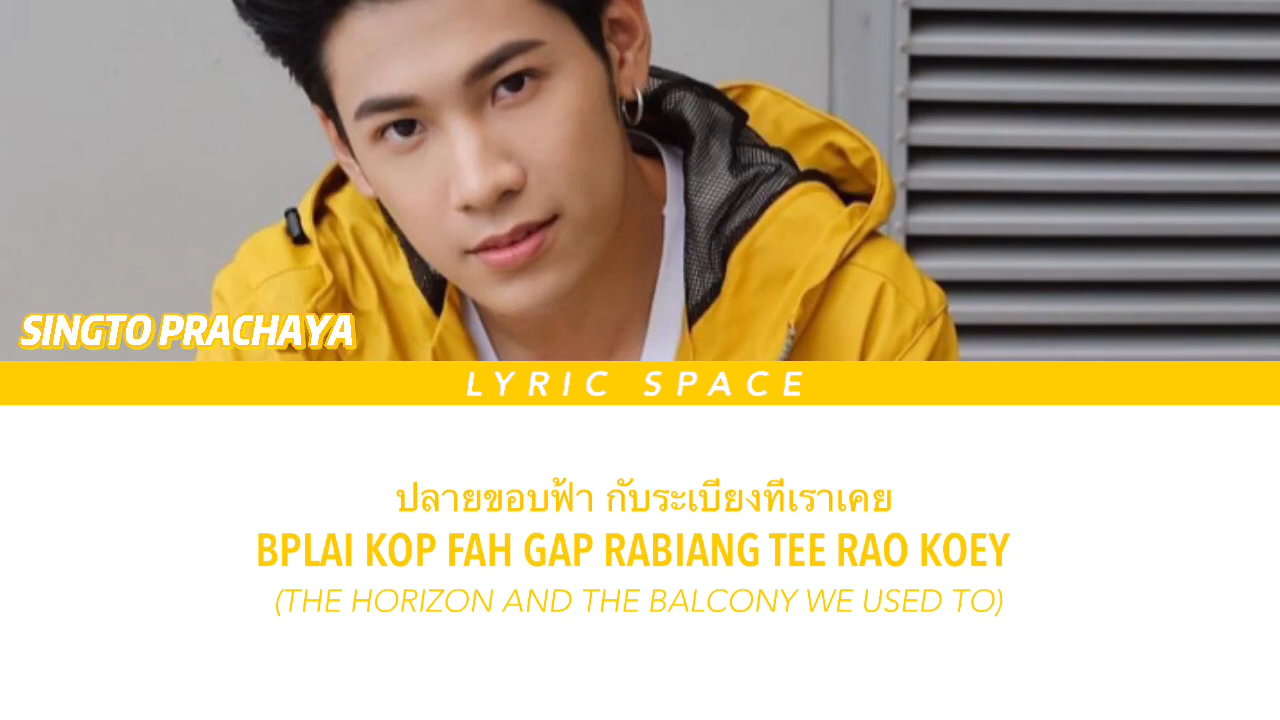 SINGTO PRACHAYA
LYRIC SPACE
ปลายขอบฟ้า กับระเบียงที่เราเคย
BPLAI KOP FAH GAP RABIANG TEE RAO KOEY
(THE HORIZON AND THE BALCONY WE USED TO)